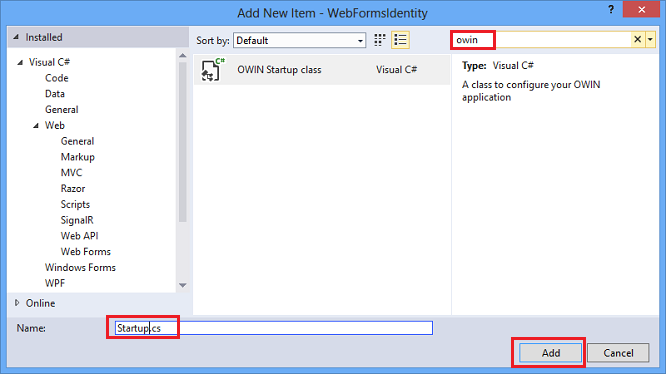 Add New Item - WebFormsIdentity
?
Installed
Sort by: Default
owin
Visual C#
Code
Data
General
Web
General
Markup
MVC
Razor
Scripts
SignalR
Web API
Web Forms
Windows Forms
WPF
Online
C#
OWIN Startup class Visual C#
Type: Visual C#
A class to configure your OWIN
application
Name: Startup.cs
Add Cancel